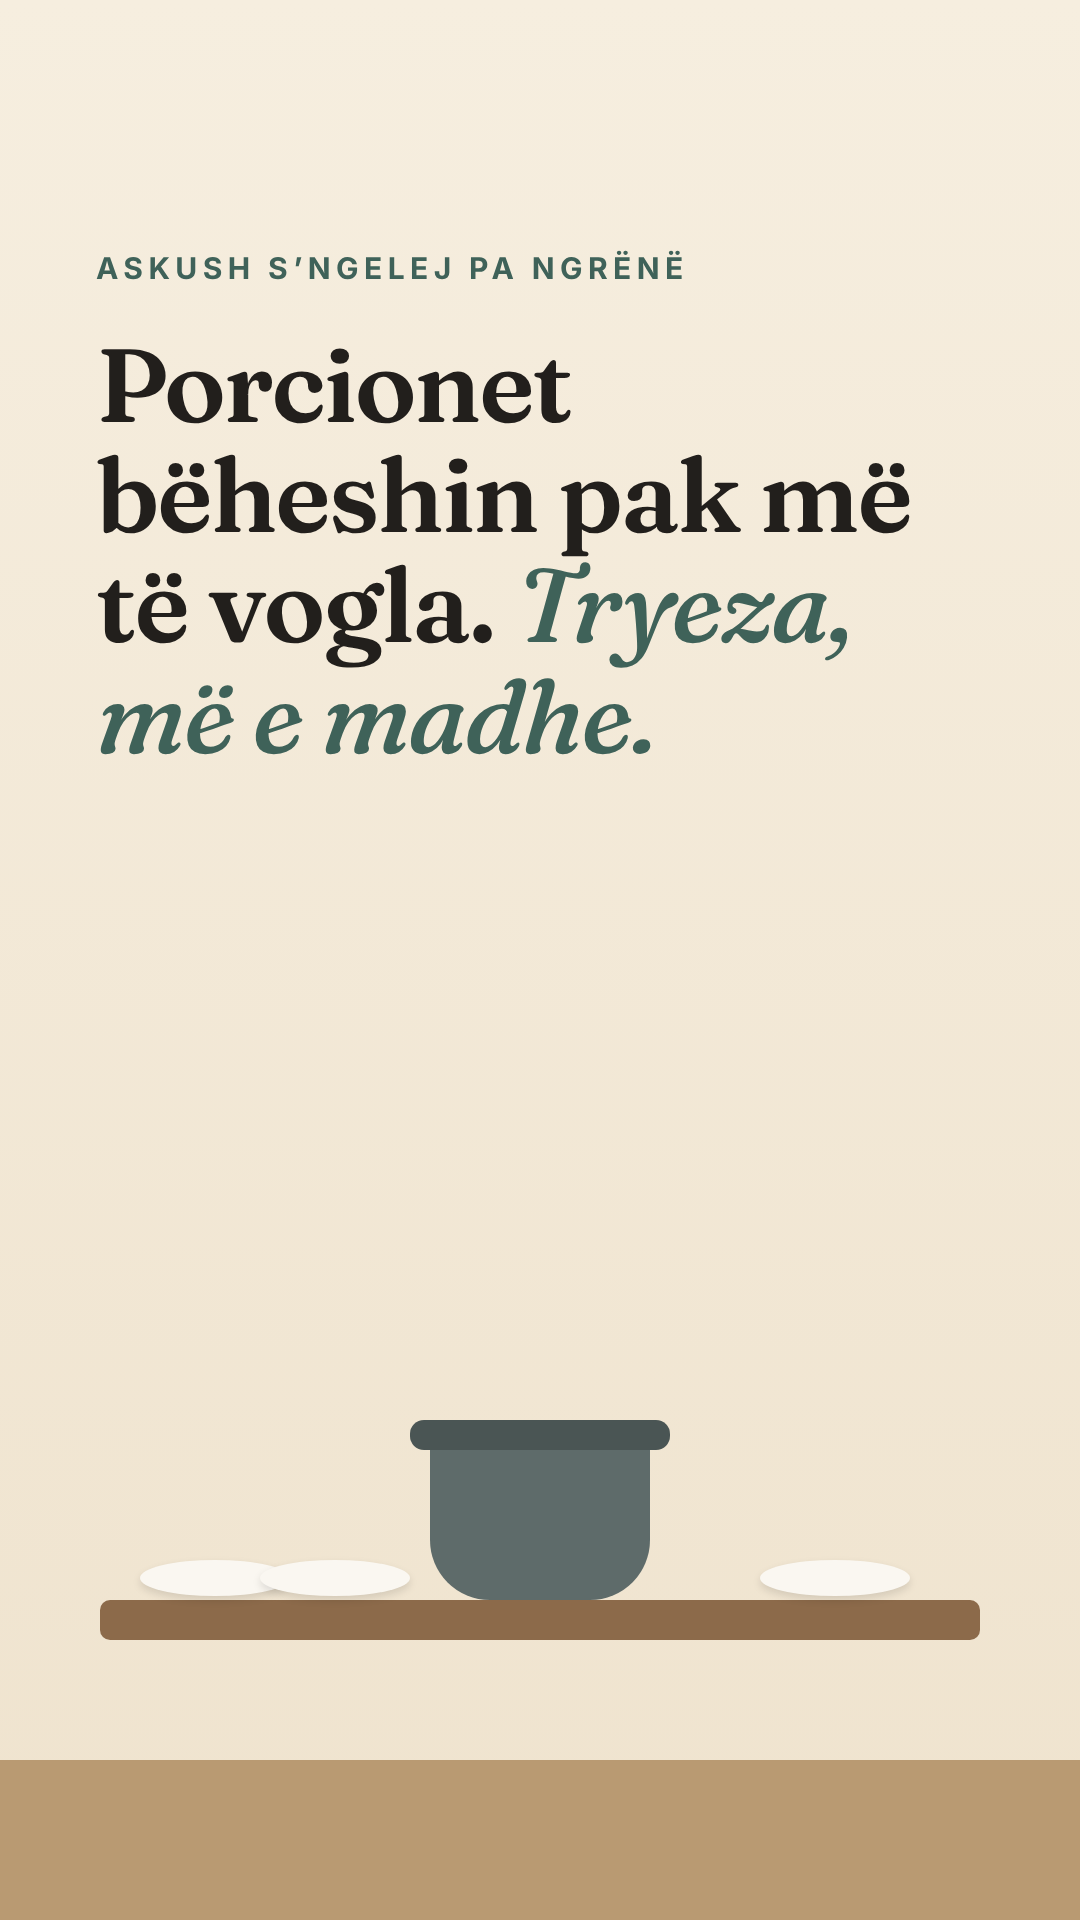 ASKUSH S’NGELEJ PA NGRËNË
Porcionet
bëheshin pak më
të vogla. Tryeza,
më e madhe.